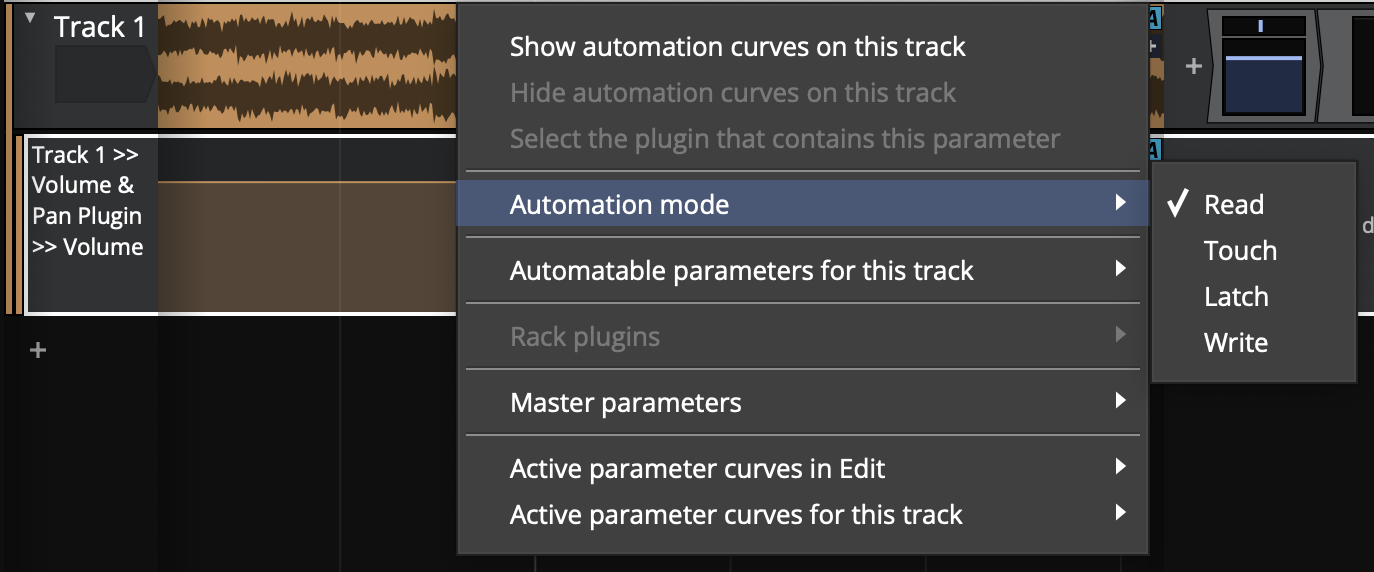 Track 1
Show automation curves on this track
Hide automation curves on this track
Select the plugin that contains this parameter
Track 1 >>
Volume &
Pan Plugin
>> Volume
Automation mode
Read
Touch
Latch
Write
Automatable parameters for this track
Rack plugins
Master parameters
Active parameter curves in Edit
Active parameter curves for this track
A
A